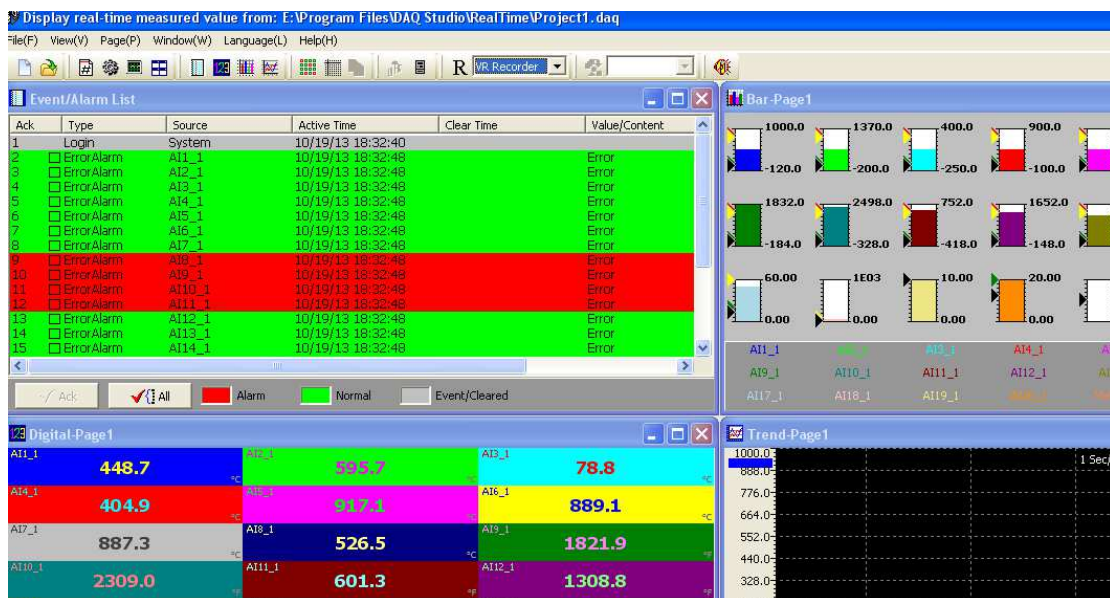 Display real-time measured value from: E:\Program Files\DAQ Studio\RealTime\Project1.daq
File(F) View(V) Page(P) Window(W) Language(L) Help(H)
R VR Recorder
Event/Alarm List
Ack Type Source Active Time Clear Time Value/Content
1 Login System 10/19/13 18:32:40
2 ErrorAlarm AI1_1 10/19/13 18:32:48 Error
3 ErrorAlarm AI2_1 10/19/13 18:32:48 Error
4 ErrorAlarm AI3_1 10/19/13 18:32:48 Error
5 ErrorAlarm AI4_1 10/19/13 18:32:48 Error
6 ErrorAlarm AI5_1 10/19/13 18:32:48 Error
7 ErrorAlarm AI6_1 10/19/13 18:32:48 Error
8 ErrorAlarm AI7_1 10/19/13 18:32:48 Error
9 ErrorAlarm AI8_1 10/19/13 18:32:48 Error
10 ErrorAlarm AI9_1 10/19/13 18:32:48 Error
11 ErrorAlarm AI10_1 10/19/13 18:32:48 Error
12 ErrorAlarm AI11_1 10/19/13 18:32:48 Error
13 ErrorAlarm AI12_1 10/19/13 18:32:48 Error
14 ErrorAlarm AI13_1 10/19/13 18:32:48 Error
15 ErrorAlarm AI14_1 10/19/13 18:32:48 Error
Ack All Alarm Normal Event/Cleared
Bar-Page1
1000.0 1370.0 400.0 900.0
-120.0 -200.0 -250.0 -100.0
1832.0 2498.0 752.0 1652.0
-184.0 -328.0 -418.0 -148.0
60.00 1E03 10.00 20.00
0.00 0.00 0.00 0.00
AI1_1 AI3_1 AI4_1
AI9_1 AI10_1 AI11_1 AI12_1
AI17_1 AI18_1 AI19_1
Digital-Page1
AI1_1 AI2_1 AI3_1
448.7 °C 595.7 °C 78.8 °C
AI4_1 AI5_1 AI6_1
404.9 °C 917.1 °C 889.1 °C
AI7_1 AI8_1 AI9_1
887.3 °C 526.5 °C 1821.9 °F
AI10_1 AI11_1 AI12_1
2309.0 °F 601.3 °F 1308.8 °F
Trend-Page1
1000.0
1 Sec/
888.0
776.0
664.0
552.0
440.0
328.0